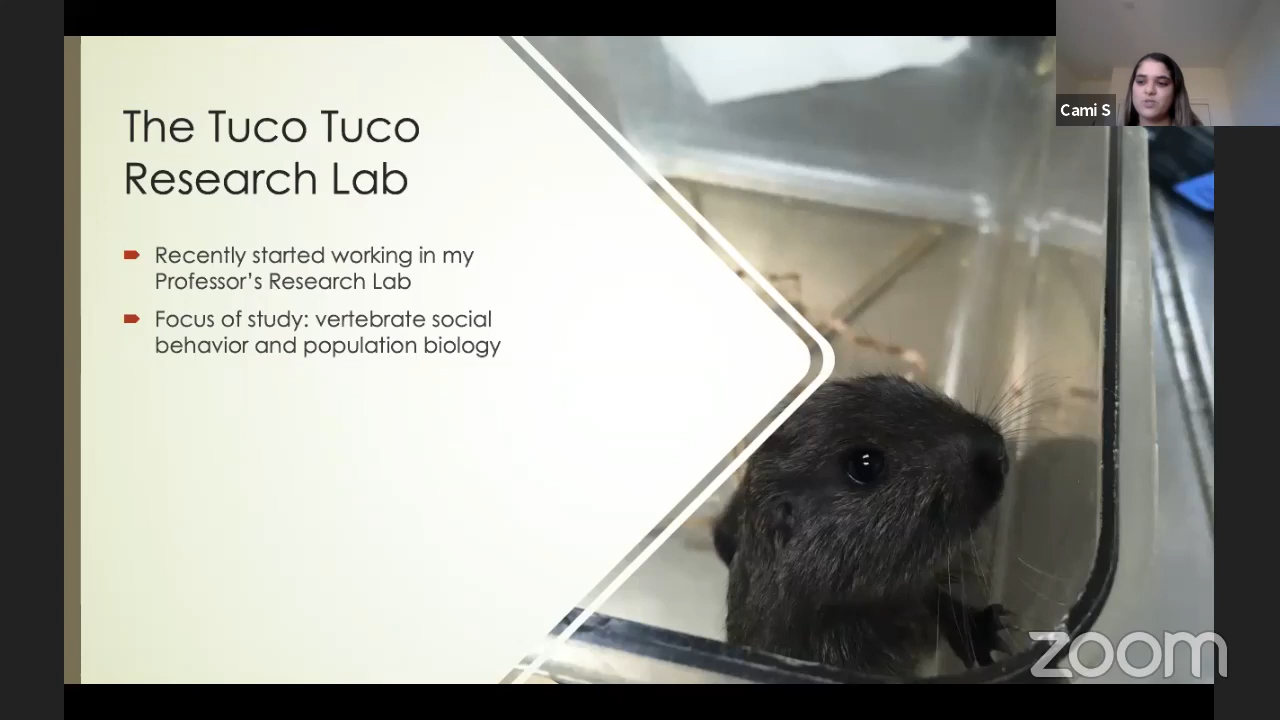 The Tuco Tuco
Research Lab
Recently started working in my
Professor’s Research Lab
Focus of study: vertebrate social
behavior and population biology
Cami S
zoom